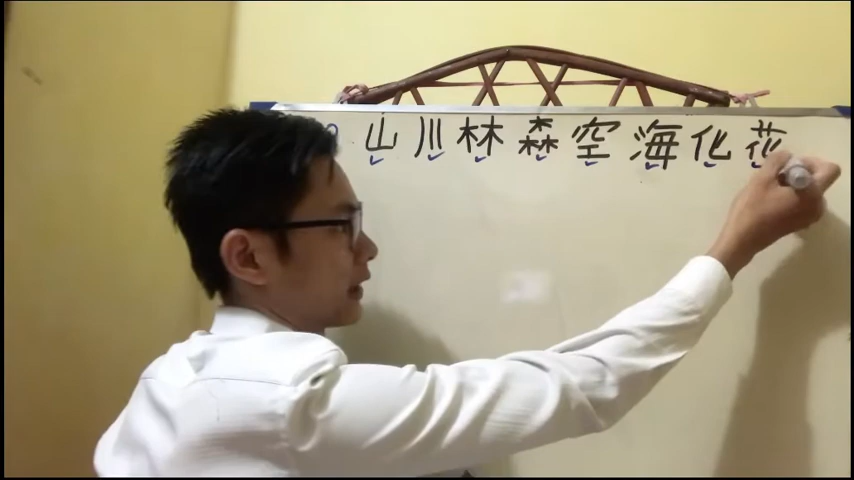 山 川 林 森 空 海 化 花